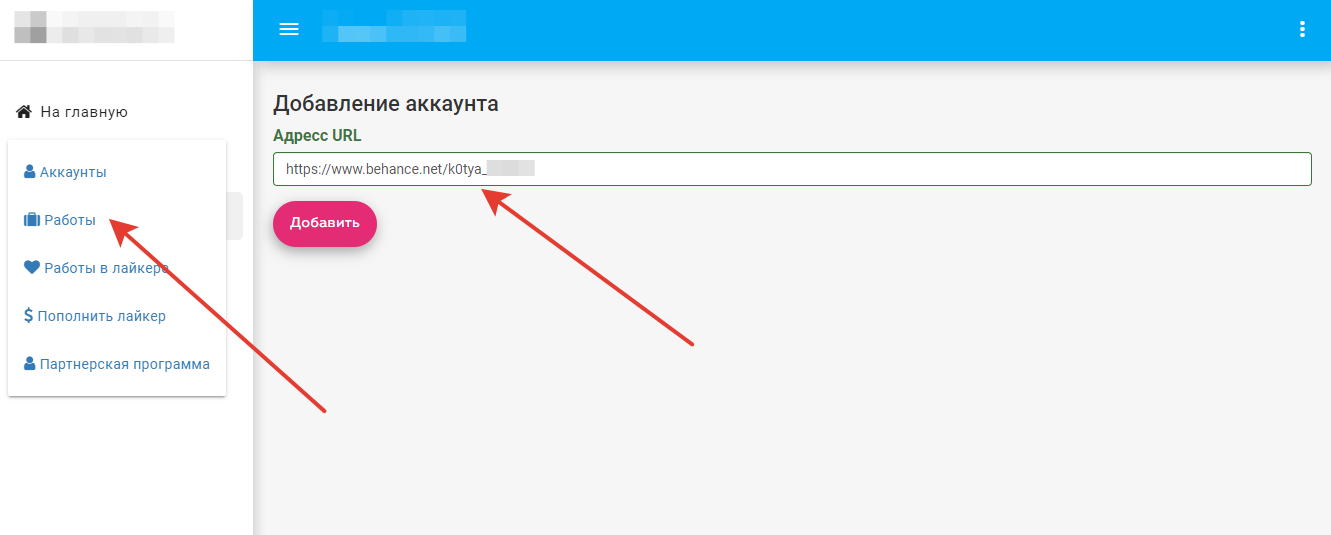 На главную
Аккаунты
Работы
Работы в лайкере
Пополнить лайкер
Партнерская программа
Добавление аккаунта
Адресс URL
https://www.behance.net/k0tya_
Добавить